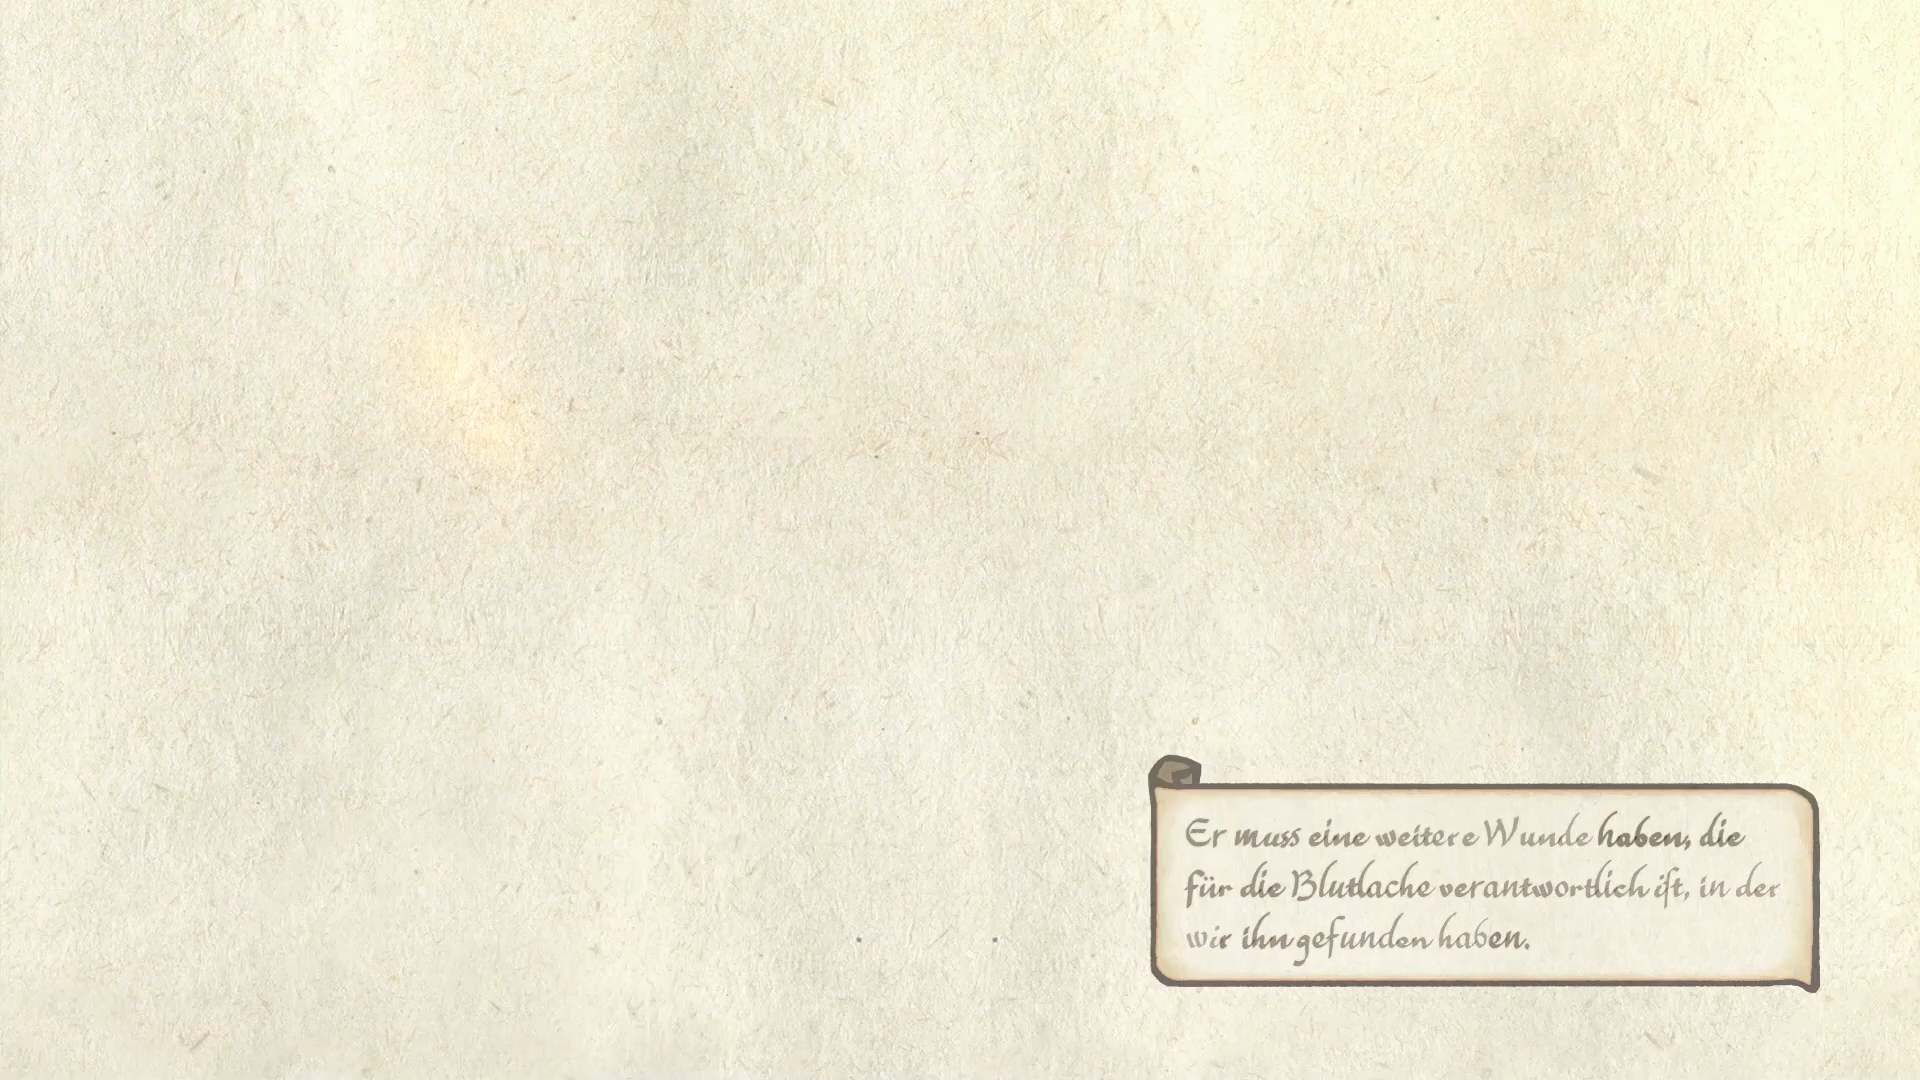 Er muss eine weitere Wunde haben, die
für die Blutlache verantwortlich ist, in der
wir ihn gefunden haben.